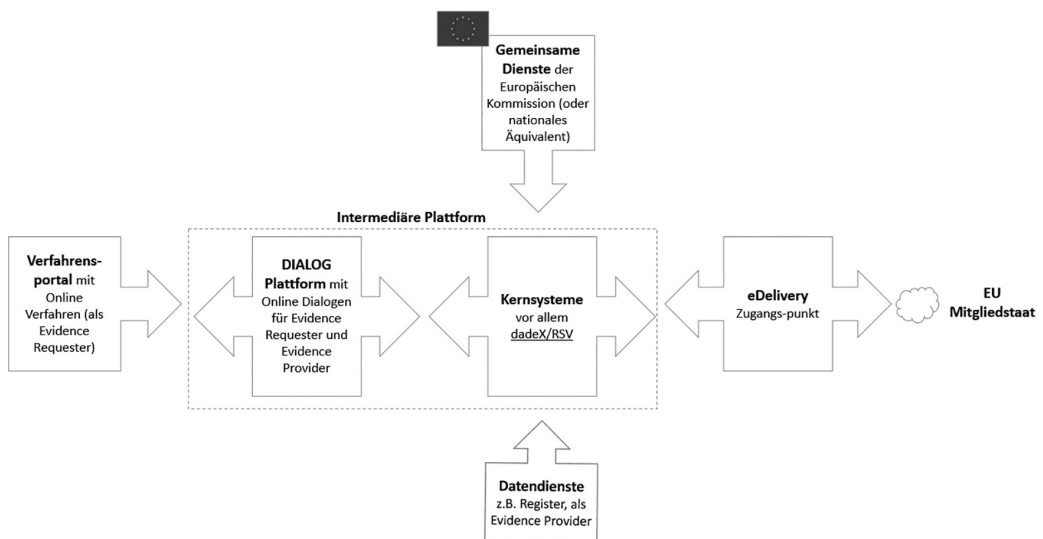 Gemeinsame
Dienste der
Europäischen
Kommission (oder
nationales
Äquivalent)
Intermediäre Plattform
Verfahrens-
portal mit
Online
Verfahren (als
Evidence
Requester)
DIALOG
Plattform mit
Online Dialogen
für Evidence
Requester und
Evidence
Provider
Kernsysteme
vor allem
dadeX/RSV
eDelivery
Zugangs-punkt
EU
Mitgliedstaat
Datendienste
z.B. Register, als
Evidence Provider